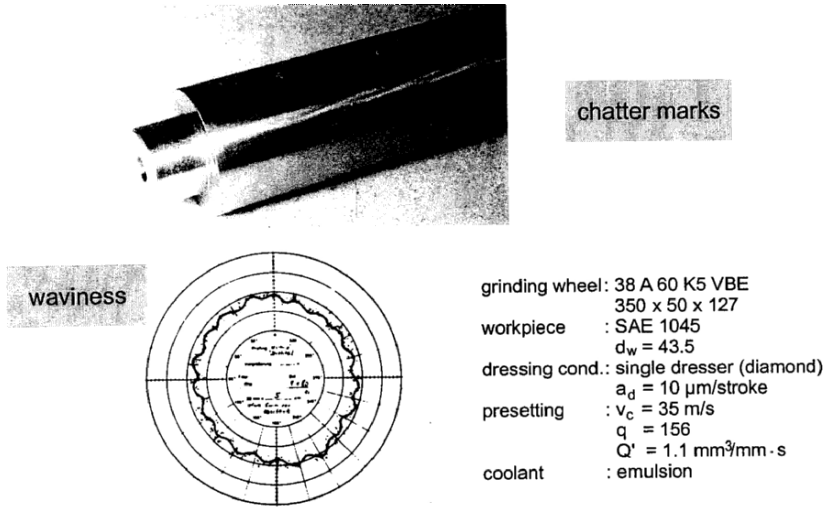 chatter marks
waviness
grinding wheel: 38 A 60 K5 VBE
350 x 50 x 127
workpiece : SAE 1045
d_w = 43.5
dressing cond.: single dresser (diamond)
a_d = 10 µm/stroke
presetting : v_c = 35 m/s
q = 156
Q' = 1.1 mm³/mm · s
coolant : emulsion